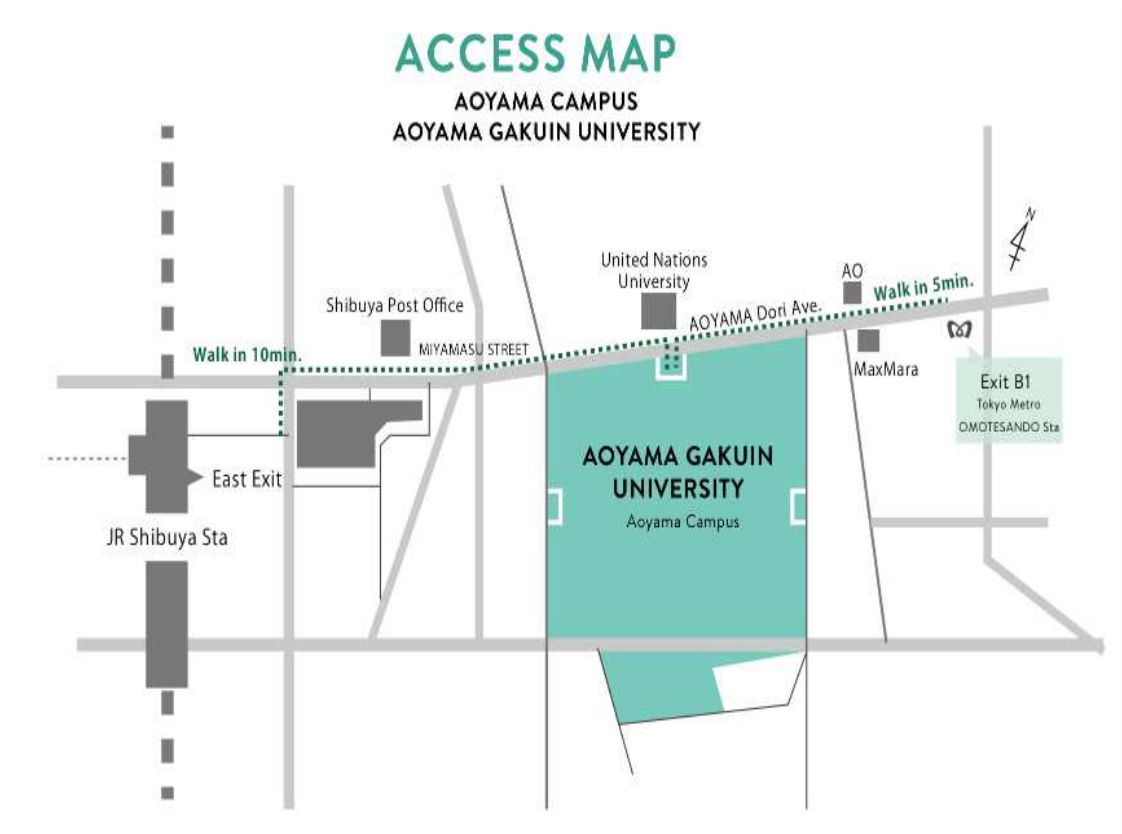 ACCESS MAP
AOYAMA CAMPUS
AOYAMA GAKUIN UNIVERSITY
N
United Nations
University
AO
Walk in 5min.
Shibuya Post Office
AOYAMA Dori Ave.
MIYAMASU STREET
Walk in 10min.
MaxMara
Exit B1
Tokyo Metro
OMOTESANDO Sta
AOYAMA GAKUIN
UNIVERSITY
Aoyama Campus
East Exit
JR Shibuya Sta